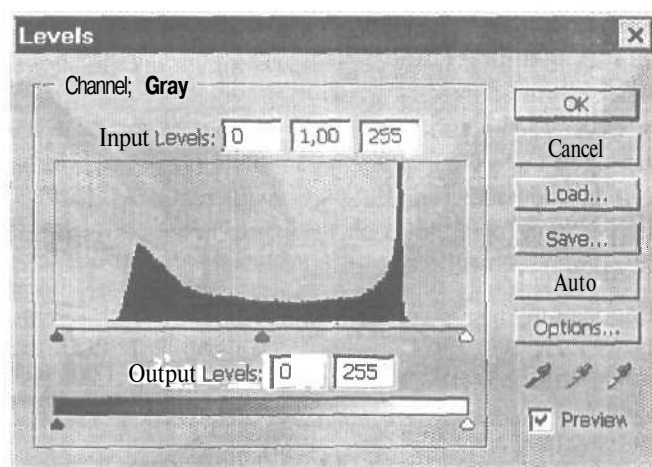 Levels
Channel; Gray
Input Levels: 0 1,00 255
Output Levels: 0 255
OK
Cancel
Load...
Save...
Auto
Options...
Preview